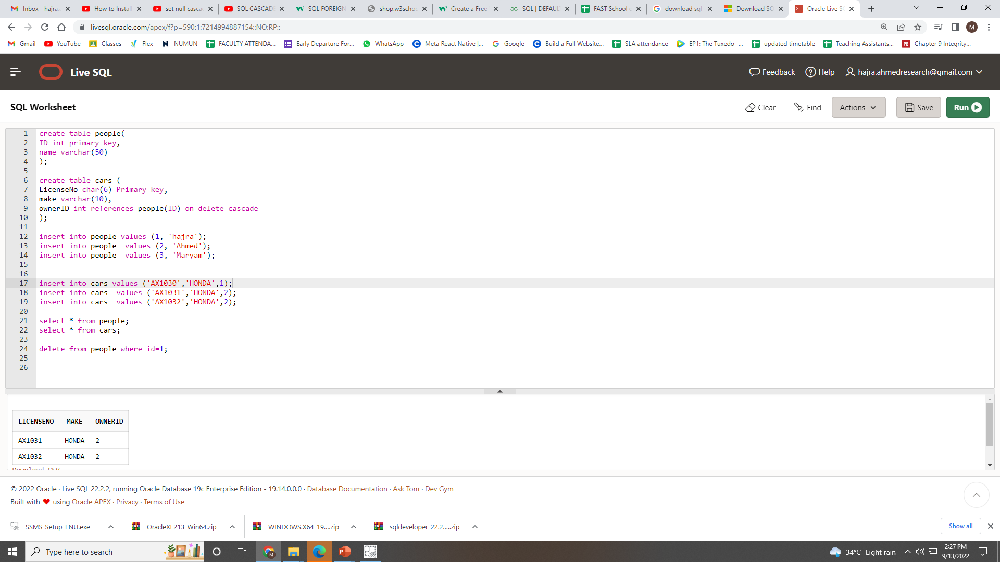 Inbox - hajra.a
How to Install
set null casca
SQL CASCADE
SQL FOREIGN
shop.w3schoo
Create a Free
SQL | DEFAUL
FAST School o
download sql
Download SQ
Oracle Live SQ
livesql.oracle.com/apex/f?p=590:1:7214994887154::NO:RP::
M
Gmail
YouTube
Classes
Flex
NUMUN
FACULTY ATTENDA...
Early Departure For...
WhatsApp
Meta React Native |...
Google
Build a Full Website...
SLA attendance
EP1: The Tuxedo -...
updated timetable
Teaching Assistants...
Chapter 9 Integrity...
Live SQL
Feedback
Help
hajra.ahmedresearch@gmail.com
SQL Worksheet
Clear
Find
Actions
Save
Run
1 create table people(
2 ID int primary key,
3 name varchar(50)
4 );
5
6 create table cars (
7 LicenseNo char(6) Primary key,
8 make varchar(10),
9 ownerID int references people(ID) on delete cascade
10 );
11
12 insert into people values (1, 'hajra');
13 insert into people  values (2, 'Ahmed');
14 insert into people  values (3, 'Maryam');
15
16
17 insert into cars values ('AX1030','HONDA',1);
18 insert into cars  values ('AX1031','HONDA',2);
19 insert into cars  values ('AX1032','HONDA',2);
20
21 select * from people;
22 select * from cars;
23
24 delete from people where id=1;
25
26
LICENSENO MAKE OWNERID
AX1031 HONDA 2
AX1032 HONDA 2
Download CSV
© 2022 Oracle · Live SQL 22.2.2, running Oracle Database 19c Enterprise Edition - 19.14.0.0.0 · Database Documentation · Ask Tom · Dev Gym
Built with ❤ using Oracle APEX · Privacy · Terms of Use
SSMS-Setup-ENU.exe
OracleXE213_Win64.zip
WINDOWS.X64_19....zip
sqldeveloper-22.2.....zip
Show all
Type here to search
34°C Light rain
2:27 PM
9/13/2022